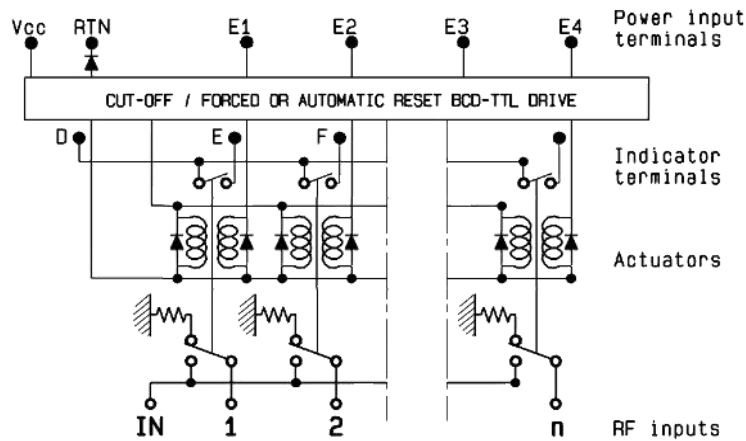 Vcc RTN E1 E2 E3 E4 Power input
terminals
CUT-OFF / FORCED OR AUTOMATIC RESET BCD-TTL DRIVE
D E F
Indicator
terminals
Actuators
IN 1 2 n RF inputs